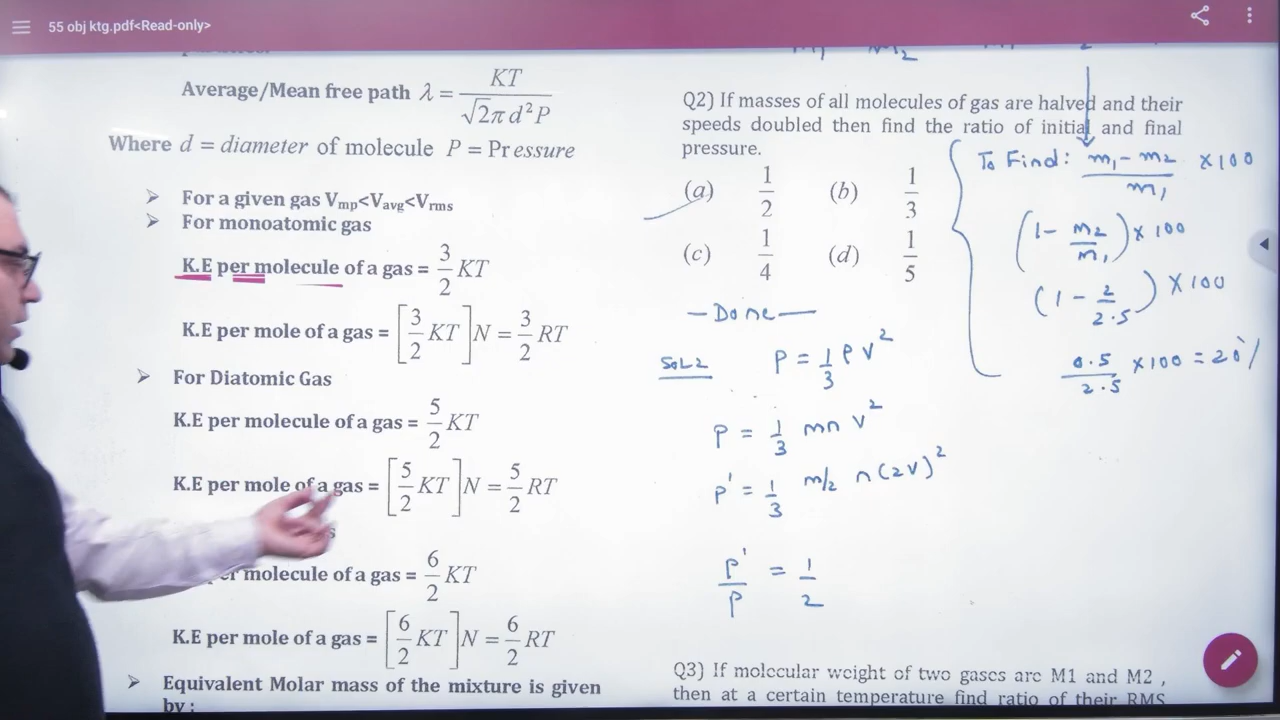 55 obj ktg.pdf<Read-only>
Average/Mean free path λ = KT / √2 π d² P
Where d = diameter of molecule P = Pr essure
➢ For a given gas Vmp<Vavg<Vrms
➢ For monoatomic gas
K.E per molecule of a gas = 3/2 KT
K.E per mole of a gas = [3/2 KT] N = 3/2 RT
➢ For Diatomic Gas
K.E per molecule of a gas = 5/2 KT
K.E per mole of a gas = [5/2 KT] N = 5/2 RT
molecule of a gas = 6/2 KT
K.E per mole of a gas = [6/2 KT] N = 6/2 RT
➢ Equivalent Molar mass of the mixture is given
by :
Q2) If masses of all molecules of gas are halved and their
speeds doubled then find the ratio of initial and final
pressure.
(a) 1/2 (b) 1/3
(c) 1/4 (d) 1/5
—Done—
Sol2 P = 1/3 ρ v²
P = 1/3 mn v²
P' = 1/3 m/2 n (2v)²
P'/P = 1/2
To Find: m₁ - m₂ / m₁ × 100
(1 - m₂/m₁) × 100
(1 - 2/2.5) × 100
0.5/2.5 × 100 = 20%
Q3) If molecular weight of two gases are M1 and M2 ,
then at a certain temperature find ratio of their RMS